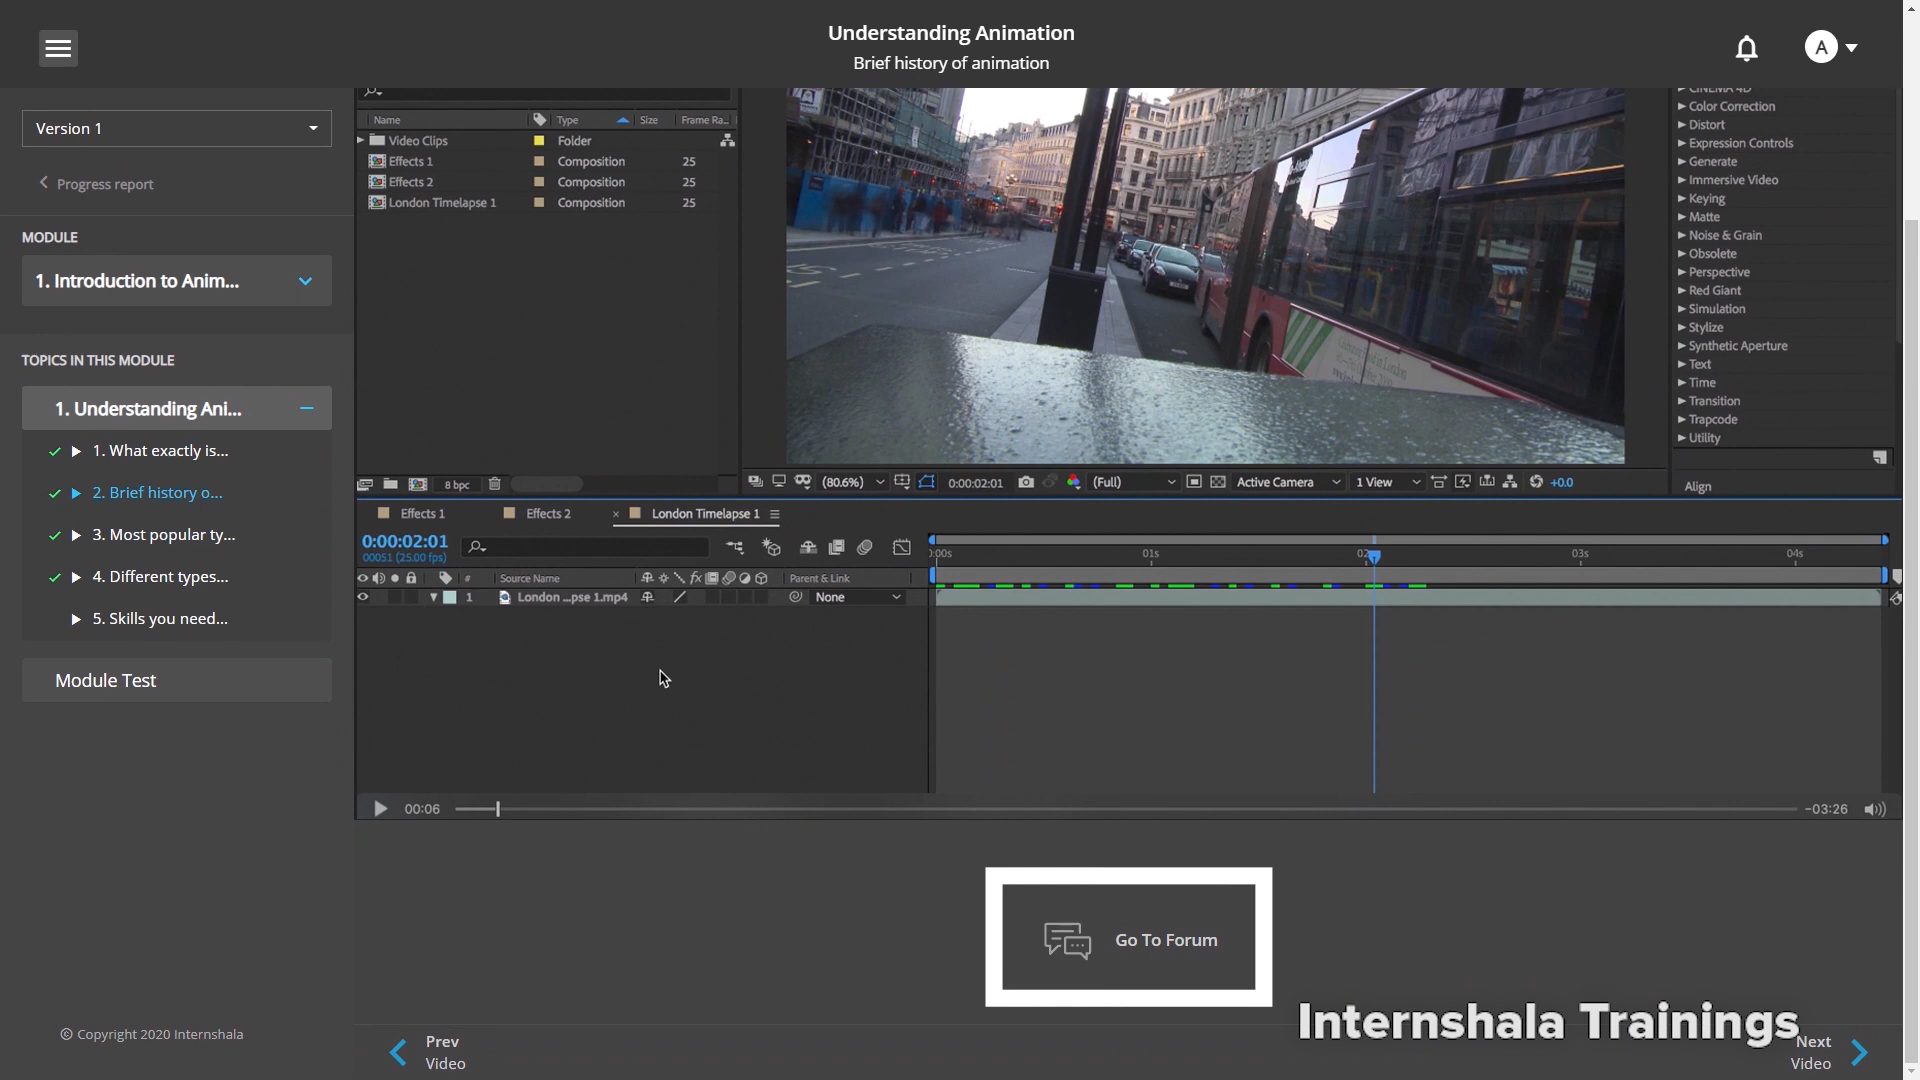 Understanding Animation
Brief history of animation
A
Version 1
Progress report
MODULE
1. Introduction to Anim...
TOPICS IN THIS MODULE
1. Understanding Ani...
1. What exactly is...
2. Brief history o...
3. Most popular ty...
4. Different types...
5. Skills you need...
Module Test
© Copyright 2020 Internshala
Name Type Size Frame Ra...
Video Clips Folder
Effects 1 Composition 25
Effects 2 Composition 25
London Timelapse 1 Composition 25
8 bpc
CINEMA 4D
Color Correction
Distort
Expression Controls
Generate
Immersive Video
Keying
Matte
Noise & Grain
Obsolete
Perspective
Red Giant
Simulation
Stylize
Synthetic Aperture
Text
Time
Transition
Trapcode
Utility
Align
(80.6%) 0:00:02:01 (Full) Active Camera 1 View +0.0
Effects 1 Effects 2 × London Timelapse 1
0:00:02:01
00051 (25.00 fps)
:00s 01s 02s 03s 04s
# Source Name fx Parent & Link
1 London ...pse 1.mp4 None
00:06 -03:26
Go To Forum
Internshala Trainings
Prev
Video
Next
Video